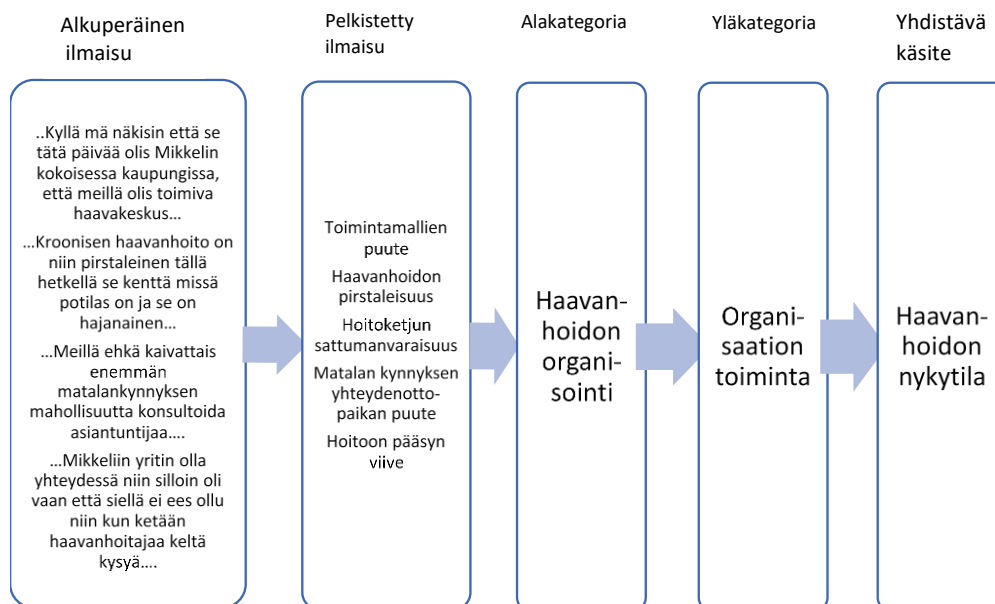 Alkuperäinen
ilmaisu
Pelkistetty
ilmaisu
Alakategoria
Yläkategoria
Yhdistävä
käsite
..Kyllä mä näkisin että se
tätä päivää olis Mikkelin
kokoisessa kaupungissa,
että meillä olis toimiva
haavakeskus…
…Kroonisen haavanhoito on
niin pirstaleinen tällä
hetkellä se kenttä missä
potilas on ja se on
hajanainen…
…Meillä ehkä kaivattais
enemmän
matalankynnyksen
mahollisuutta konsultoida
asiantuntijaa….
…Mikkeliin yritin olla
yhteydessä niin silloin oli
vaan että siellä ei ees ollu
niin kun ketään
haavanhoitajaa keltä
kysyä….
Toimintamallien
puute
Haavanhoidon
pirstaleisuus
Hoitoketjun
sattumanvaraisuus
Matalan kynnyksen
yhteydenotto-
paikan puute
Hoitoon pääsyn
viive
Haavan-
hoidon
organi-
sointi
Organi-
saation
toiminta
Haavan-
hoidon
nykytila